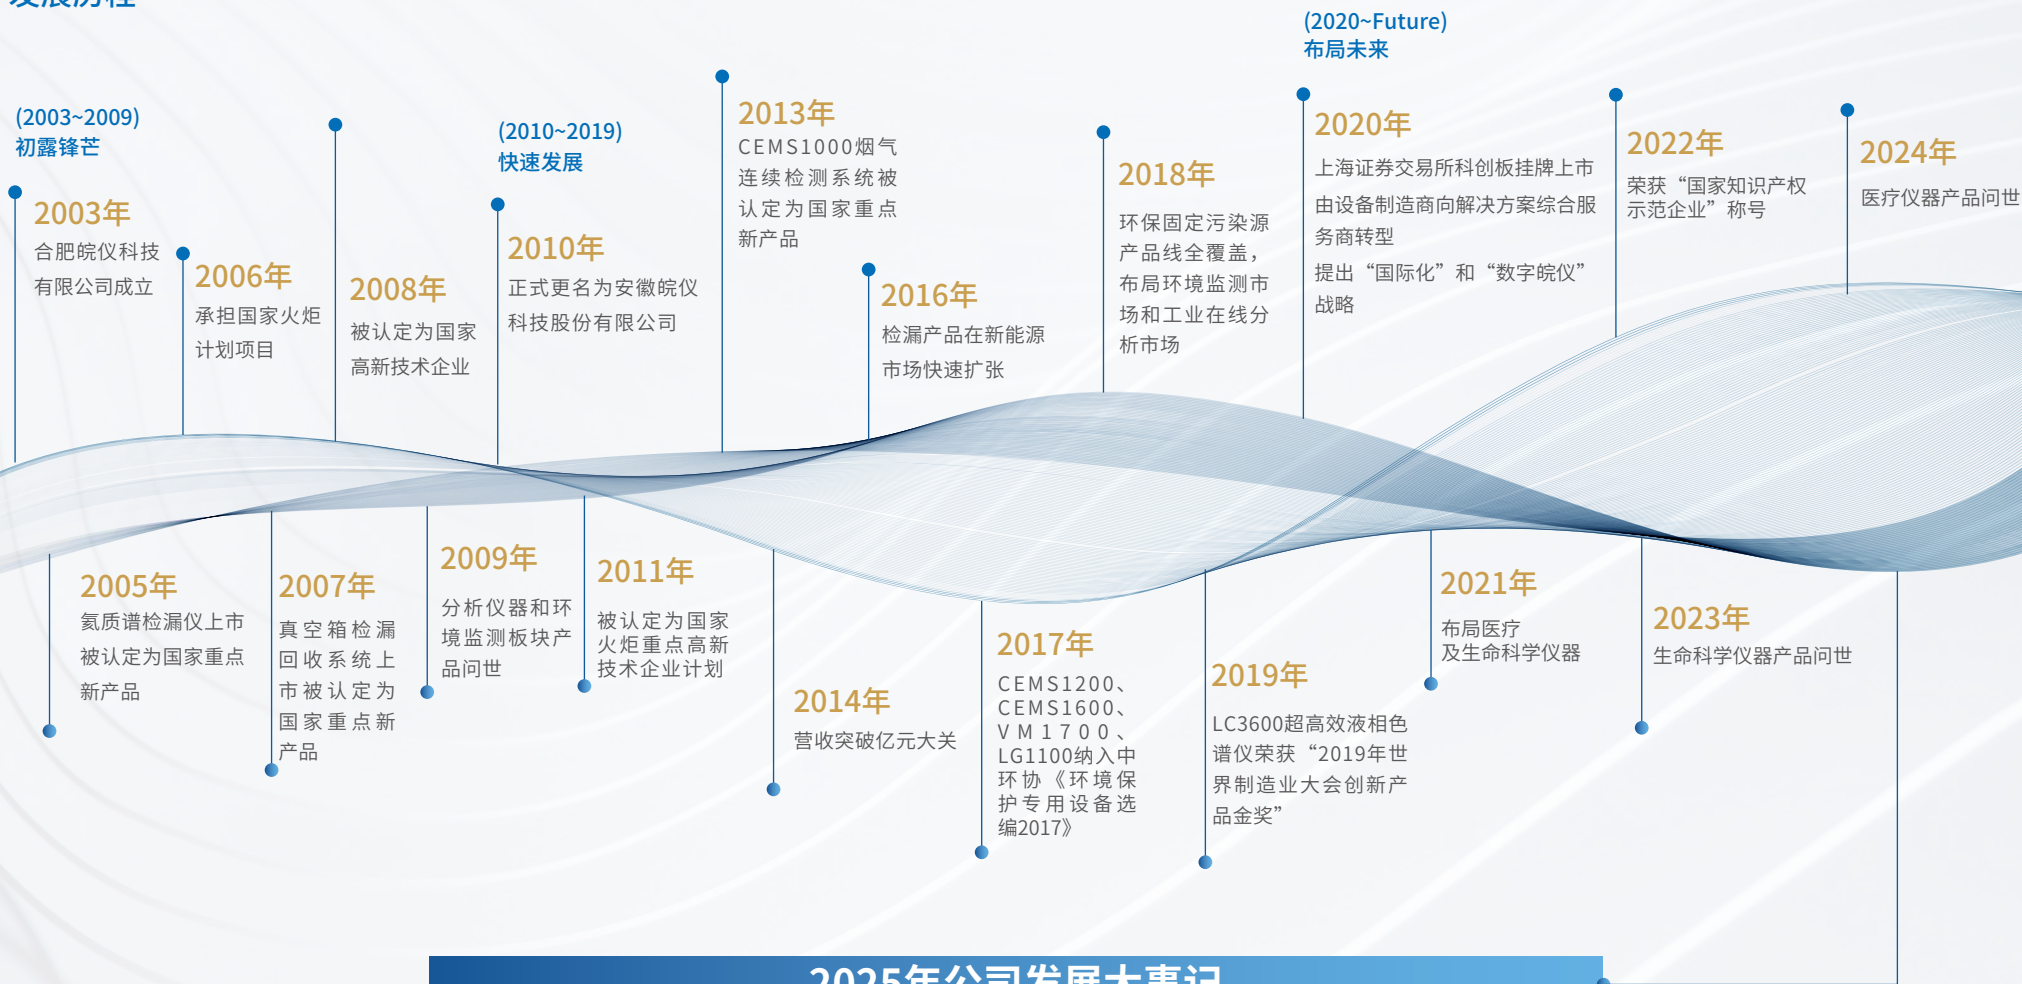 发展历程
(2003~2009)
初露锋芒
2003年
合肥皖仪科技
有限公司成立
2005年
氦质谱检漏仪上市
被认定为国家重点
新产品
2006年
承担国家火炬
计划项目
2007年
真空箱检漏
回收系统上
市被认定为
国家重点新
产品
2008年
被认定为国家
高新技术企业
2009年
分析仪器和环
境监测板块产
品问世
(2010~2019)
快速发展
2010年
正式更名为安徽皖仪
科技股份有限公司
2011年
被认定为国家
火炬重点高新
技术企业计划
2013年
CEMS1000烟气
连续检测系统被
认定为国家重点
新产品
2014年
营收突破亿元大关
2016年
检漏产品在新能源
市场快速扩张
2017年
CEMS1200、
CEMS1600、
VM1700、
LG1100纳入中
环协《环境保
护专用设备选
编2017》
2018年
环保固定污染源
产品线全覆盖，
布局环境监测市
场和工业在线分
析市场
2019年
LC3600超高效液相色
谱仪荣获“2019年世
界制造业大会创新产
品金奖”
(2020~Future)
布局未来
2020年
上海证券交易所科创板挂牌上市
由设备制造商向解决方案综合服
务商转型
提出“国际化”和“数字皖仪”
战略
2021年
布局医疗
及生命科学仪器
2022年
荣获“国家知识产权
示范企业”称号
2023年
生命科学仪器产品问世
2024年
医疗仪器产品问世
2025年公司发展大事记